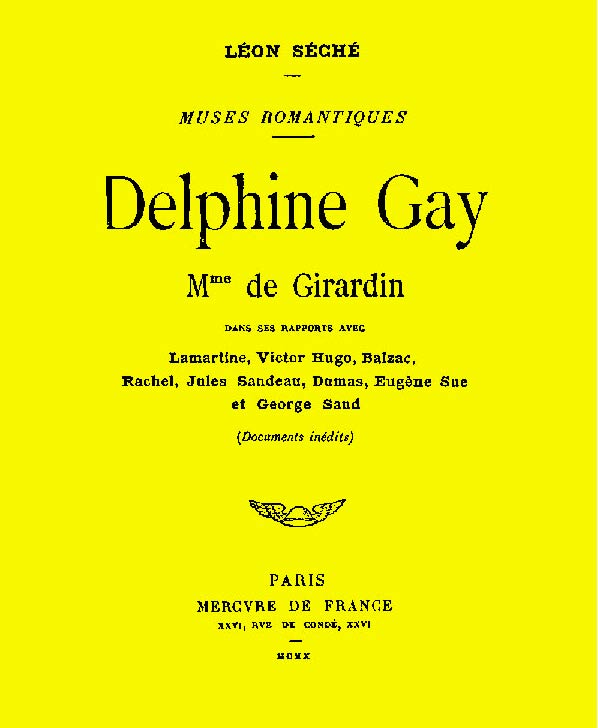 LÉON SÉCHÉ
MUSES ROMANTIQUES
Delphine Gay
Mme de Girardin
DANS SES RAPPORTS AVEC
Lamartine, Victor Hugo, Balzac,
Rachel, Jules Sandeau, Dumas, Eugène Sue
et George Sand
(Documents inédits)
PARIS
MERCVRE DE FRANCE
XXVI, RVE DE CONDÉ, XXVI
MCMX